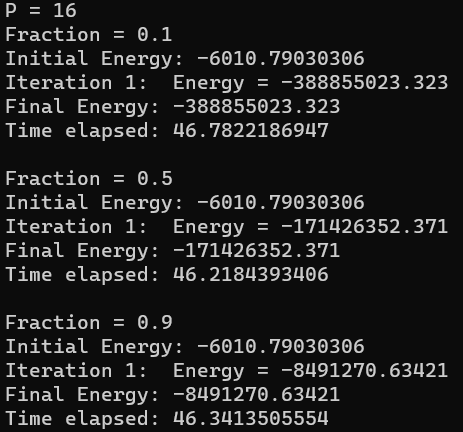 P = 16
Fraction = 0.1
Initial Energy: -6010.79030306
Iteration 1:  Energy = -388855023.323
Final Energy: -388855023.323
Time elapsed: 46.7822186947

Fraction = 0.5
Initial Energy: -6010.79030306
Iteration 1:  Energy = -171426352.371
Final Energy: -171426352.371
Time elapsed: 46.2184393406

Fraction = 0.9
Initial Energy: -6010.79030306
Iteration 1:  Energy = -8491270.63421
Final Energy: -8491270.63421
Time elapsed: 46.3413505554